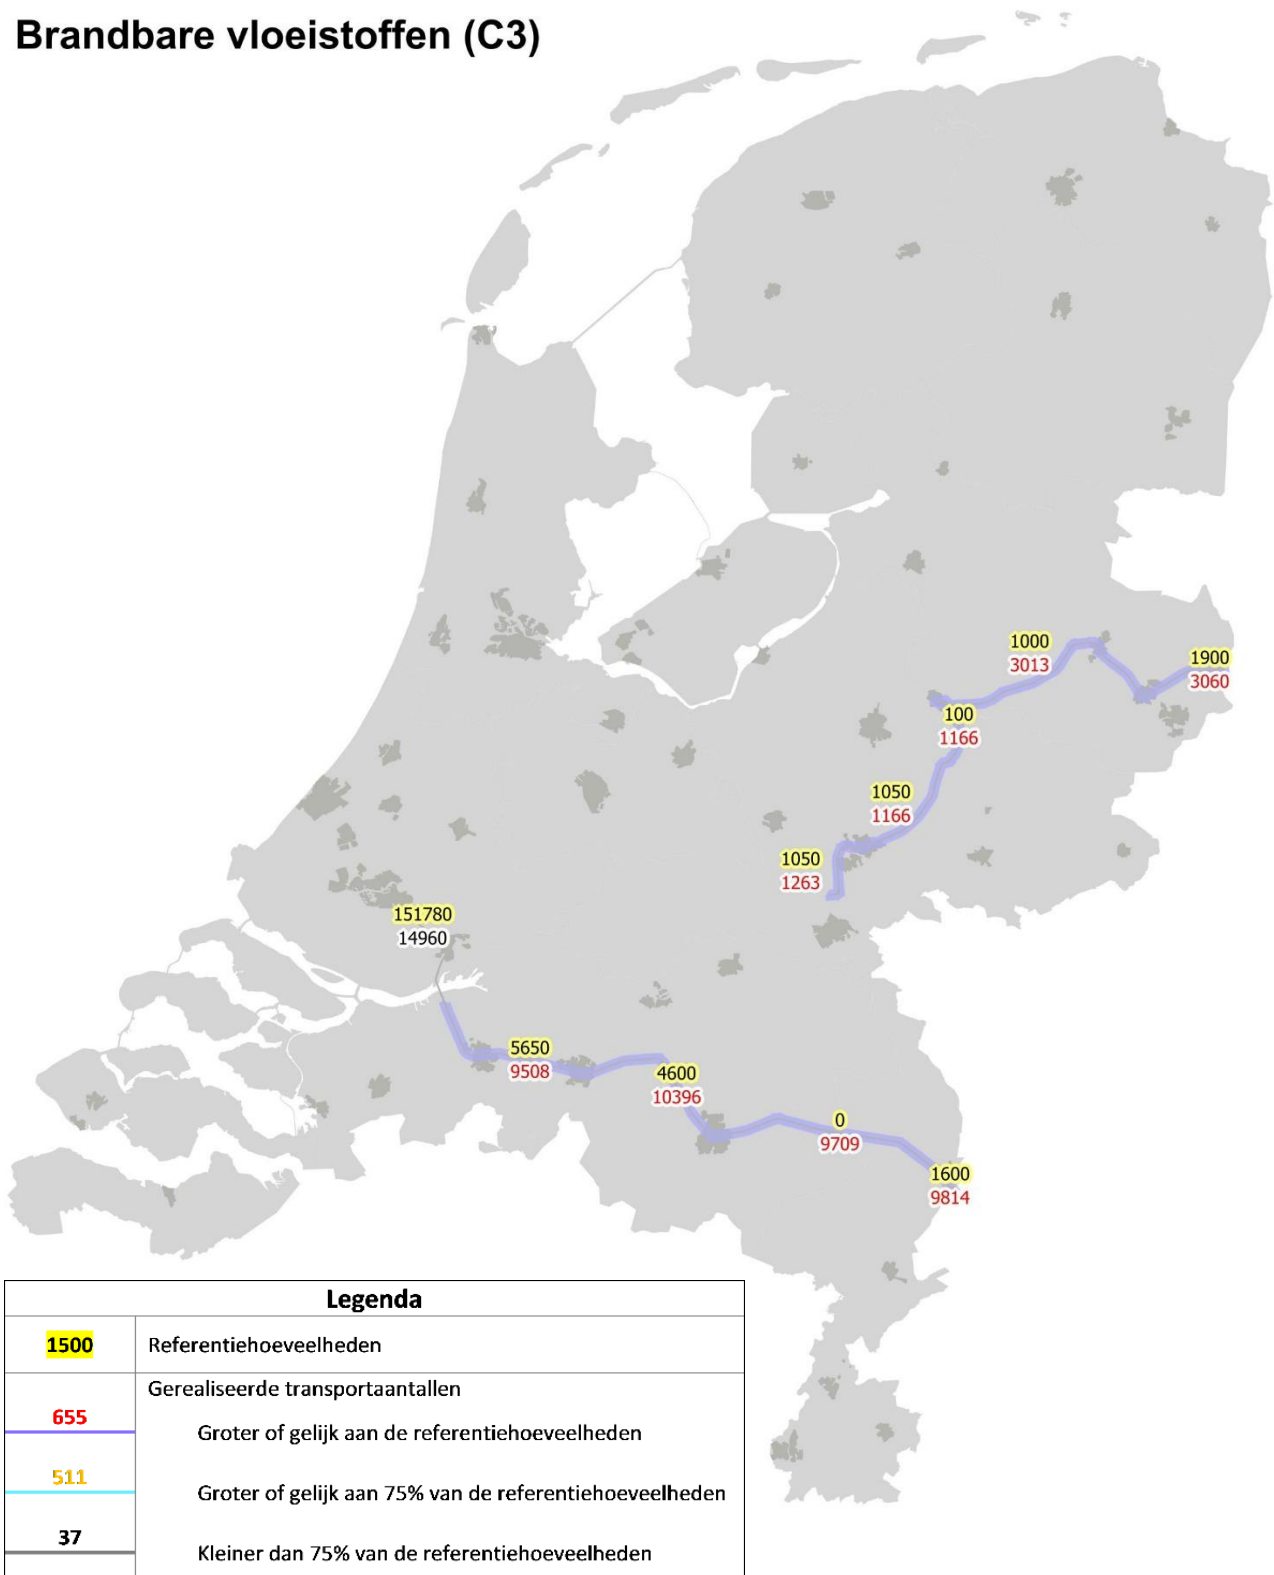 Brandbare vloeistoffen (C3)
1000
3013
1900
3060
100
1166
1050
1166
1050
1263
151780
14960
5650
9508
4600
10396
0
9709
1600
9814
Legenda
1500 Referentiehoeveelheden
Gerealiseerde transportaantallen
655 Groter of gelijk aan de referentiehoeveelheden
511 Groter of gelijk aan 75% van de referentiehoeveelheden
37 Kleiner dan 75% van de referentiehoeveelheden